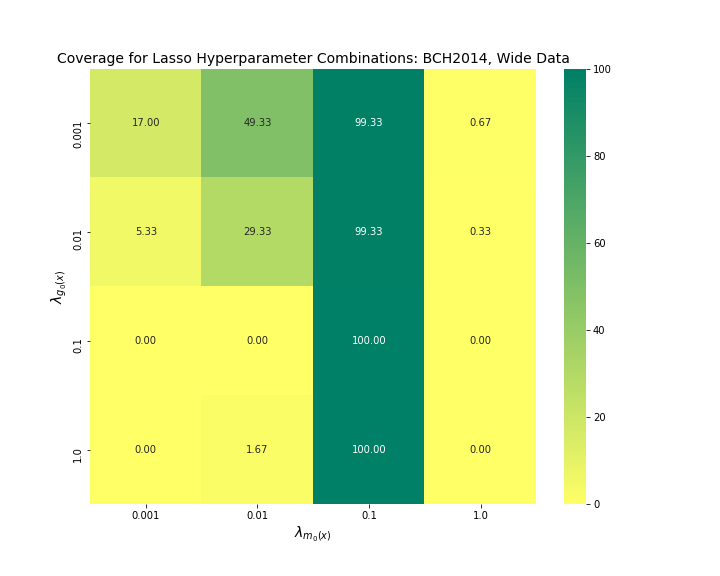 Coverage for Lasso Hyperparameter Combinations: BCH2014, Wide Data
100
80
60
40
20
0
λg₀(x)
0.001
17.00 49.33 99.33 0.67
0.01
5.33 29.33 99.33 0.33
0.1
0.00 0.00 100.00 0.00
1.0
0.00 1.67 100.00 0.00
0.001 0.01 0.1 1.0
λm₀(x)